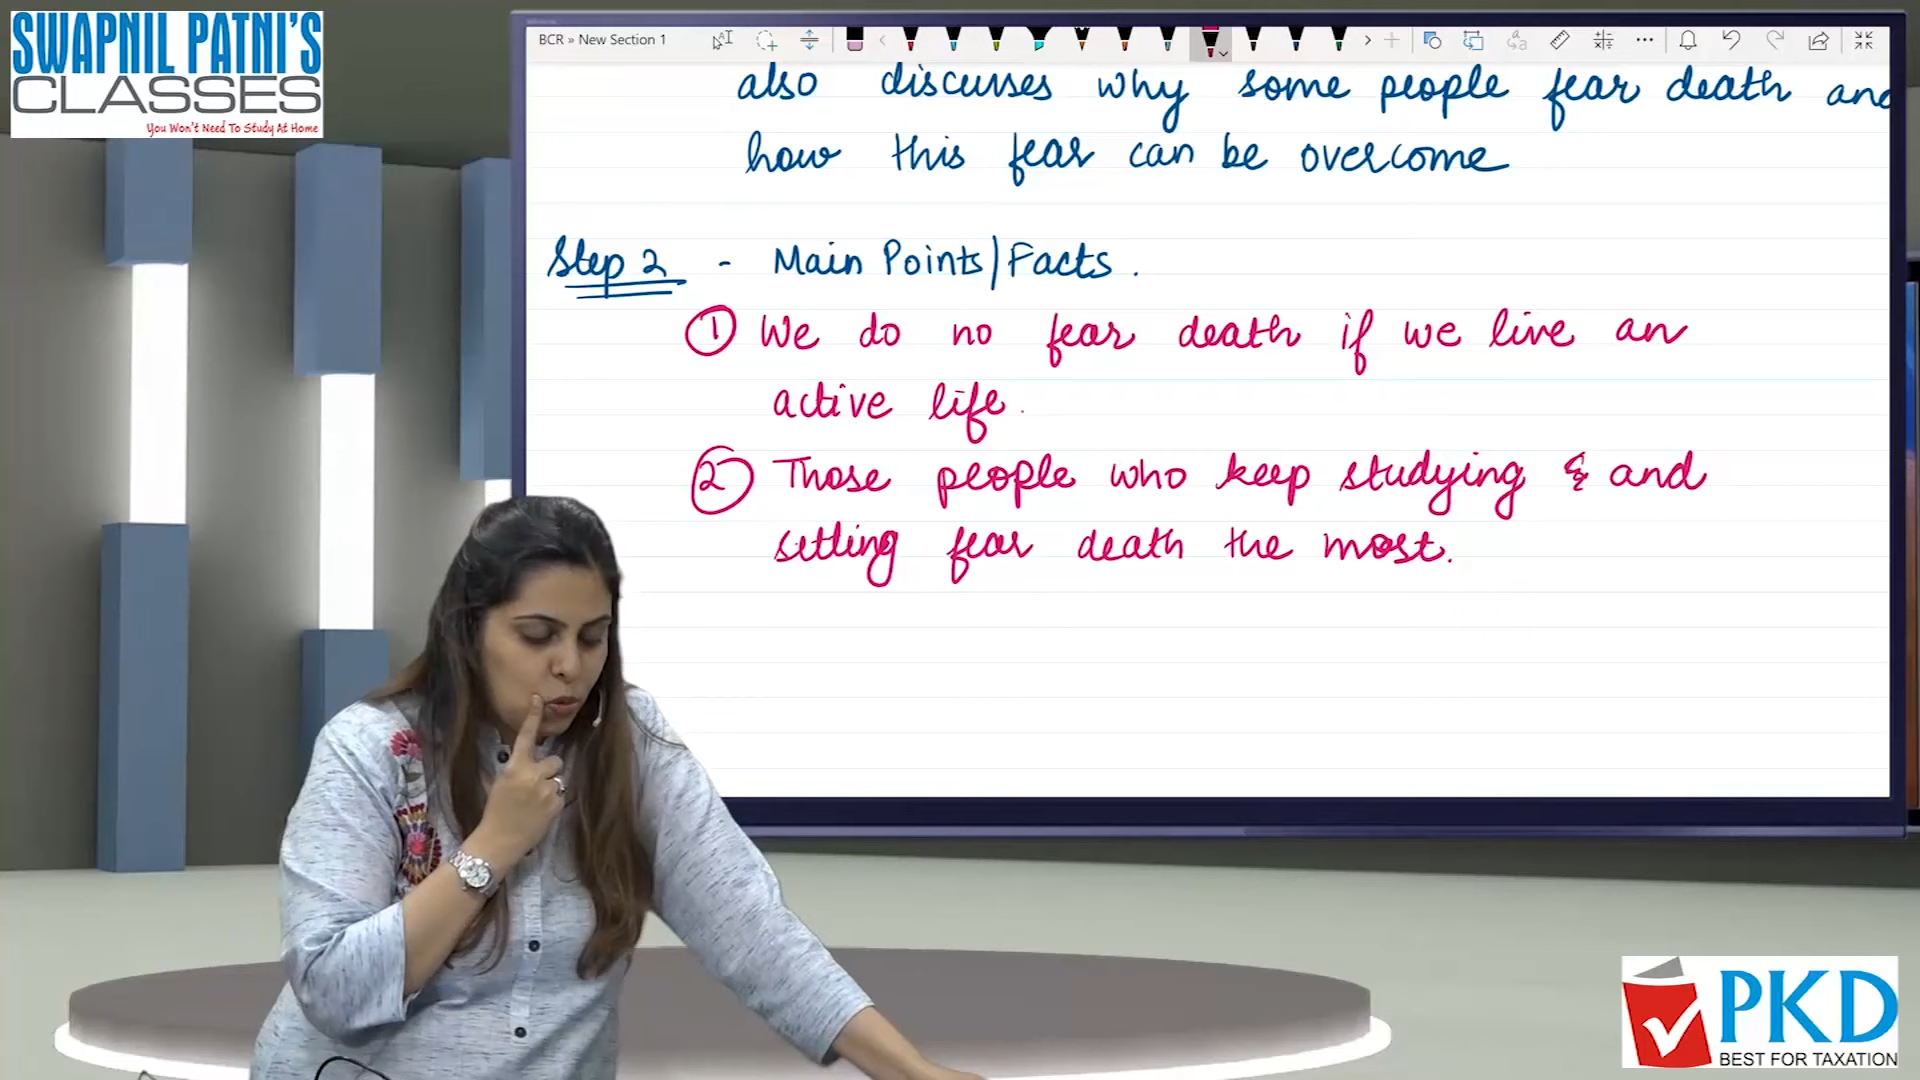 SWAPNIL PATNI'S
CLASSES
You Won't Need To Study At Home
BCR » New Section 1
also discusses why some people fear death and
how this fear can be overcome
Step 2 - Main Points/Facts.
① We do no fear death if we live an
active life.
② Those people who keep studying & and
setling fear death the most.
PKD
BEST FOR TAXATION